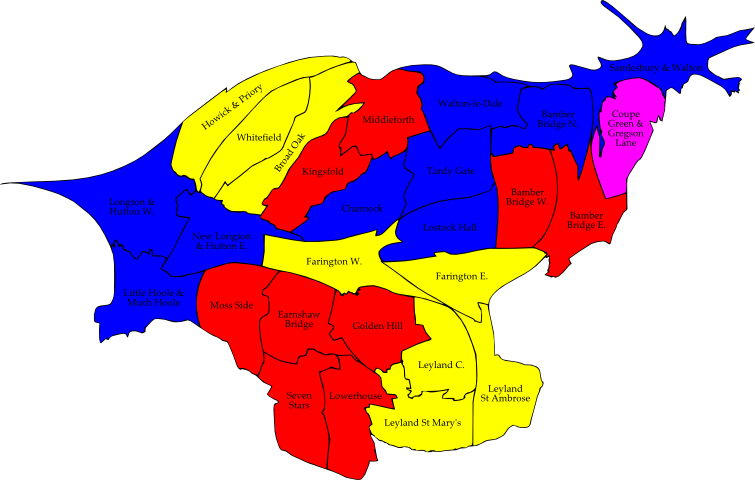 Samlesbury & Walton
Howick & Priory
Walton-le-Dale
Bamber
Bridge N.
Coupe
Green &
Gregson
Lane
Middleforth
Whitefield
Broad Oak
Kingsfold
Tardy Gate
Bamber
Bridge W.
Longton &
Hutton W.
Charnock
Bamber
Bridge E.
New Longton
& Hutton E.
Lostock Hall
Farington W.
Farington E.
Little Hoole &
Much Hoole
Moss Side
Earnshaw
Bridge
Golden Hill
Leyland C.
Seven
Stars
Lowerhouse
Leyland
St Ambrose
Leyland St Mary's